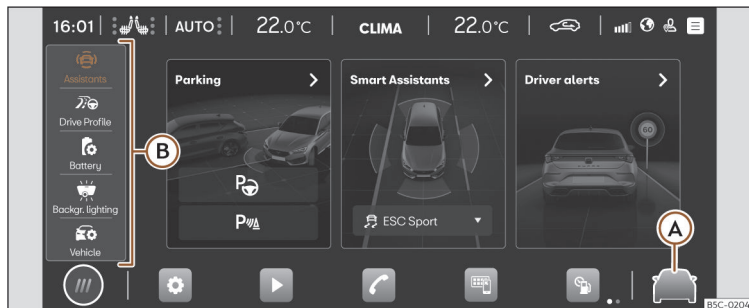 16:01
AUTO
22.0°C
CLIMA
22.0°C
Assistants
Drive Profile
Battery
Backgr. lighting
Vehicle
B
Parking
P
P
Smart Assistants
ESC Sport
Driver alerts
60
A
B5C-0204